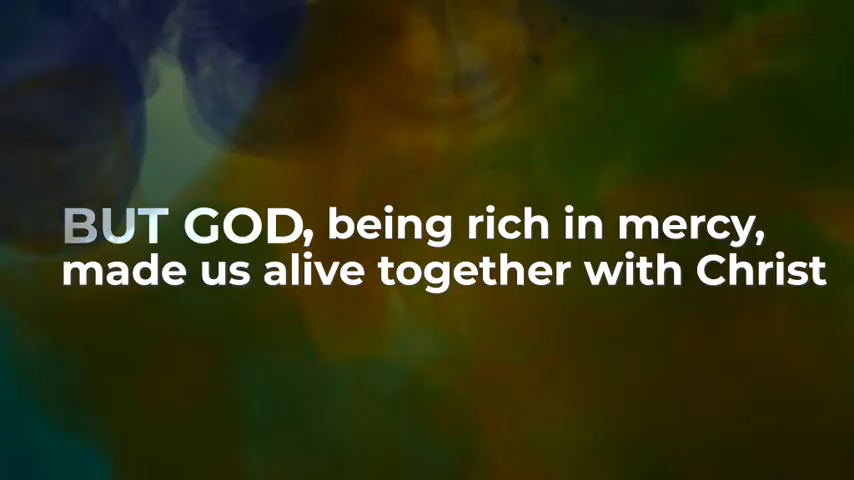 BUT GOD, being rich in mercy,
made us alive together with Christ